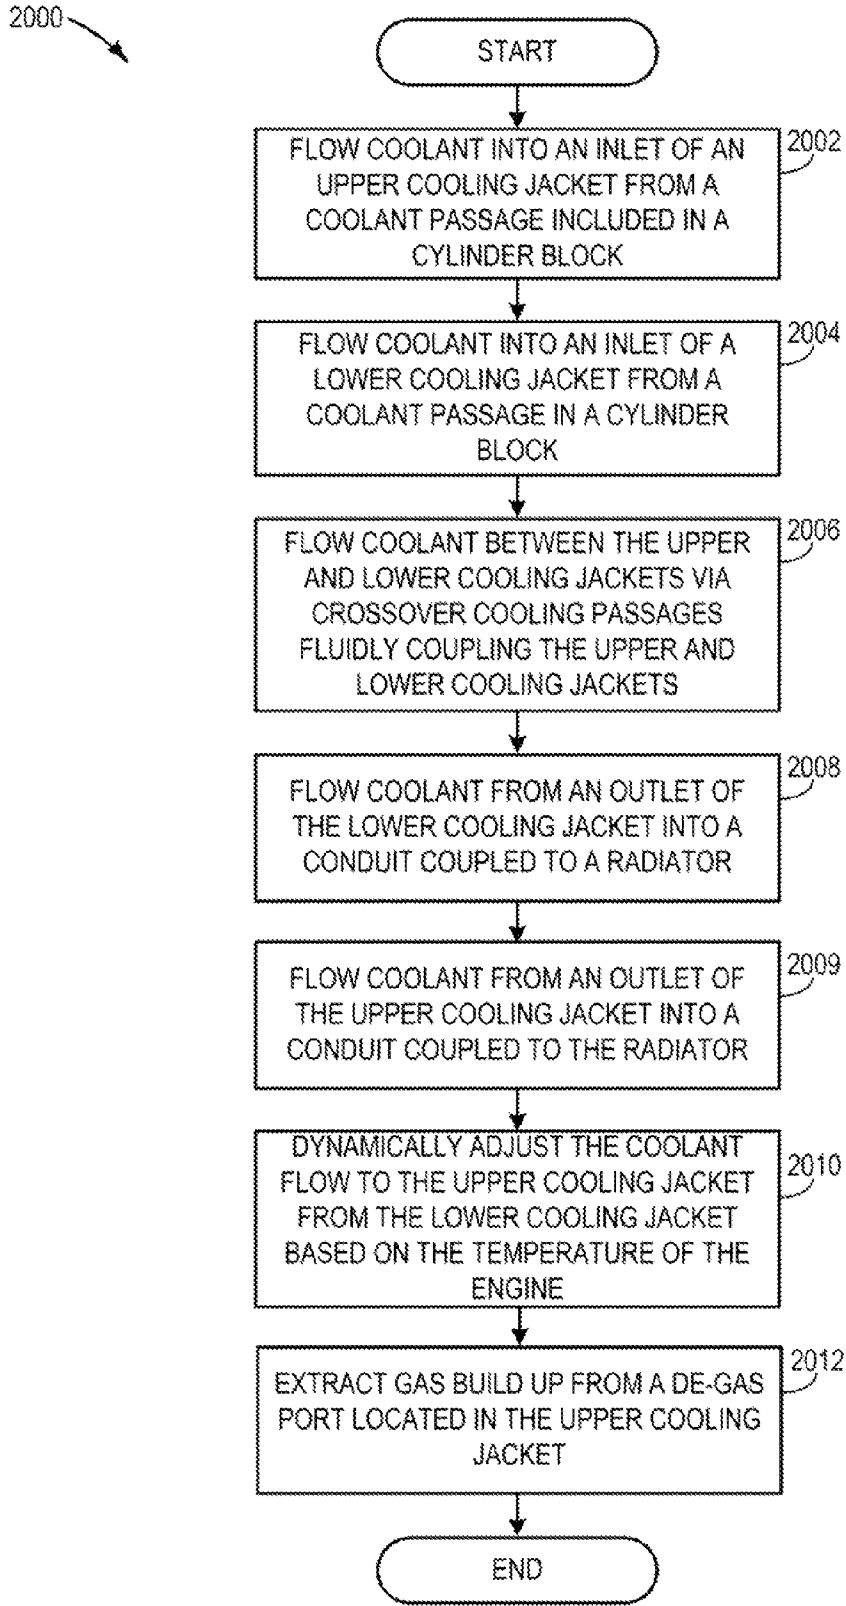 2000
START
2002
FLOW COOLANT INTO AN INLET OF AN
UPPER COOLING JACKET FROM A
COOLANT PASSAGE INCLUDED IN A
CYLINDER BLOCK
2004
FLOW COOLANT INTO AN INLET OF A
LOWER COOLING JACKET FROM A
COOLANT PASSAGE IN A CYLINDER
BLOCK
2006
FLOW COOLANT BETWEEN THE UPPER
AND LOWER COOLING JACKETS VIA
CROSSOVER COOLING PASSAGES
FLUIDLY COUPLING THE UPPER AND
LOWER COOLING JACKETS
2008
FLOW COOLANT FROM AN OUTLET OF
THE LOWER COOLING JACKET INTO A
CONDUIT COUPLED TO A RADIATOR
2009
FLOW COOLANT FROM AN OUTLET OF
THE UPPER COOLING JACKET INTO A
CONDUIT COUPLED TO THE RADIATOR
2010
DYNAMICALLY ADJUST THE COOLANT
FLOW TO THE UPPER COOLING JACKET
FROM THE LOWER COOLING JACKET
BASED ON THE TEMPERATURE OF THE
ENGINE
2012
EXTRACT GAS BUILD UP FROM A DE-GAS
PORT LOCATED IN THE UPPER COOLING
JACKET
END